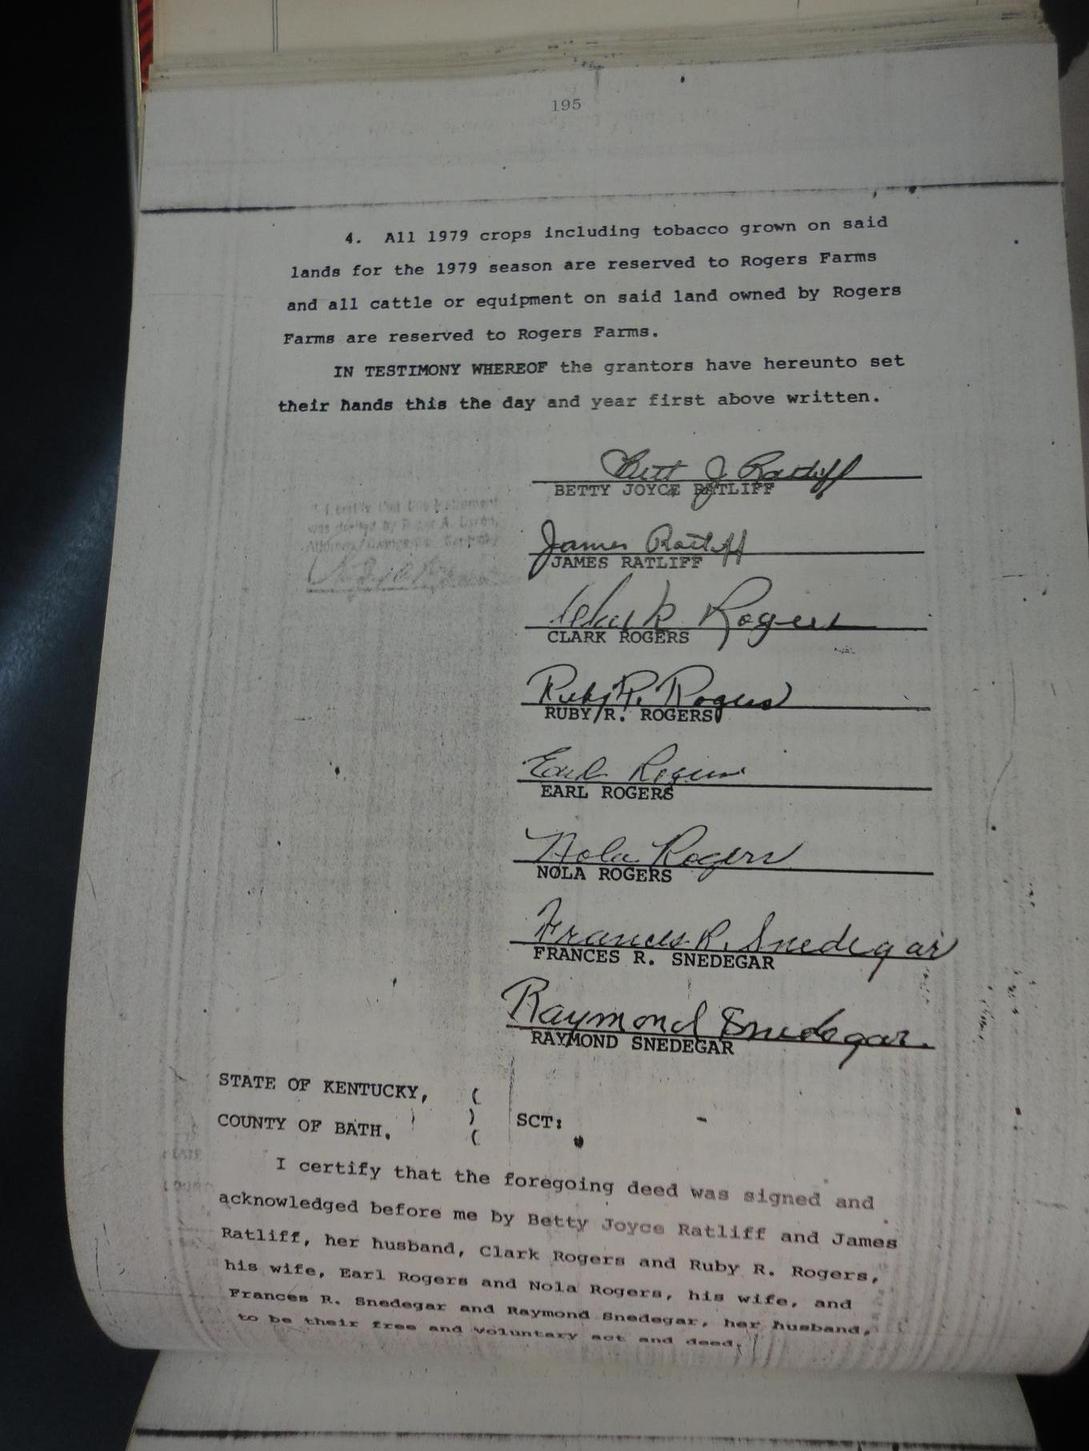 195
4. All 1979 crops including tobacco grown on said
lands for the 1979 season are reserved to Rogers Farms
and all cattle or equipment on said land owned by Rogers
Farms are reserved to Rogers Farms.
IN TESTIMONY WHEREOF the grantors have hereunto set
their hands this the day and year first above written.
Bett J Ratliff
BETTY JOYCE RATLIFF
James Ratliff
JAMES RATLIFF
Clark Rogers
CLARK ROGERS
Ruby R. Rogers
RUBY R. ROGERS
Earl Rogers
EARL ROGERS
Nola Rogers
NOLA ROGERS
Frances R. Snedegar
FRANCES R. SNEDEGAR
Raymond Snedegar.
RAYMOND SNEDEGAR
STATE OF KENTUCKY, (
) SCT:
COUNTY OF BATH. (
I certify that the foregoing deed was signed and
acknowledged before me by Betty Joyce Ratliff and James
Ratliff, her husband, Clark Rogers and Ruby R. Rogers,
his wife, Earl Rogers and Nola Rogers, his wife, and
Frances R. Snedegar and Raymond Snedegar, her husband,
to be their free and voluntary act and deed.